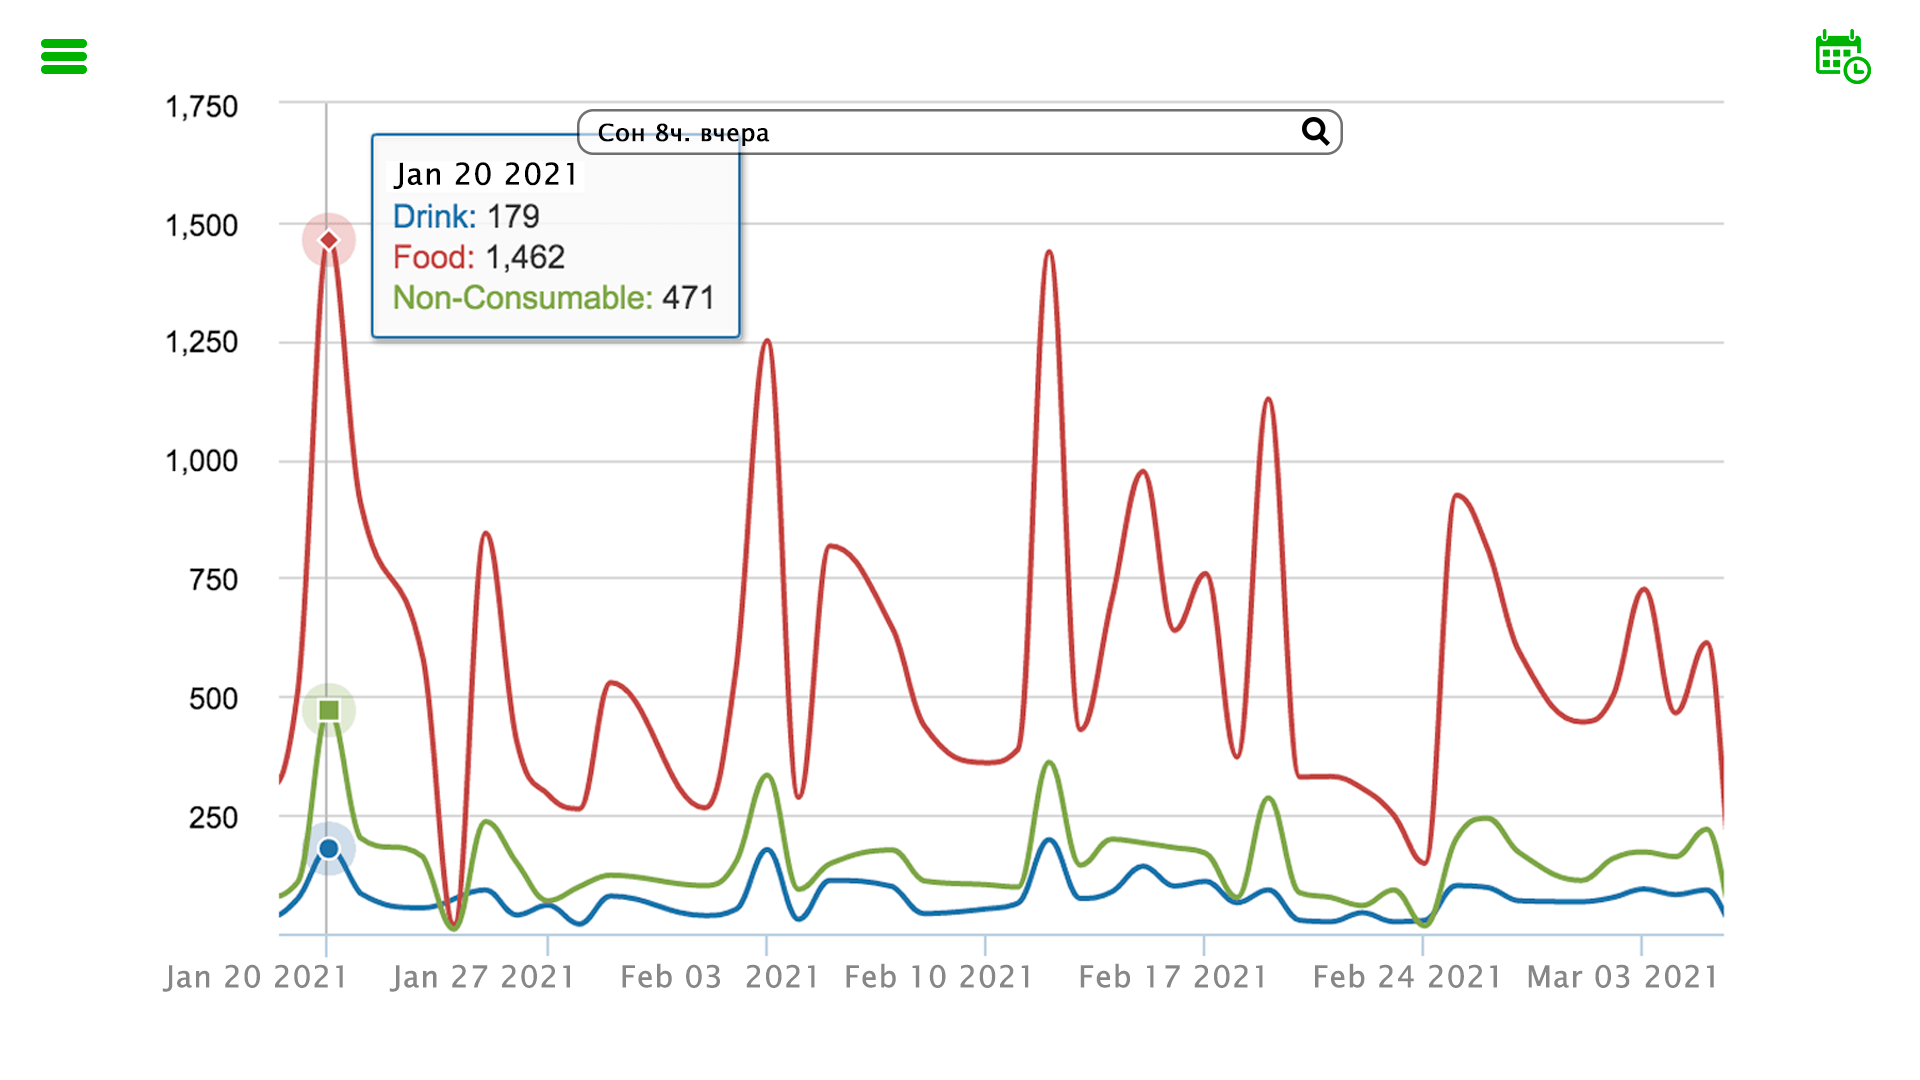 1,750
Сон 8ч. вчера
Jan 20 2021
Drink: 179
1,500
Food: 1,462
Non-Consumable: 471
1,250
1,000
750
500
250
Jan 20 2021 Jan 27 2021 Feb 03 2021 Feb 10 2021 Feb 17 2021 Feb 24 2021 Mar 03 2021